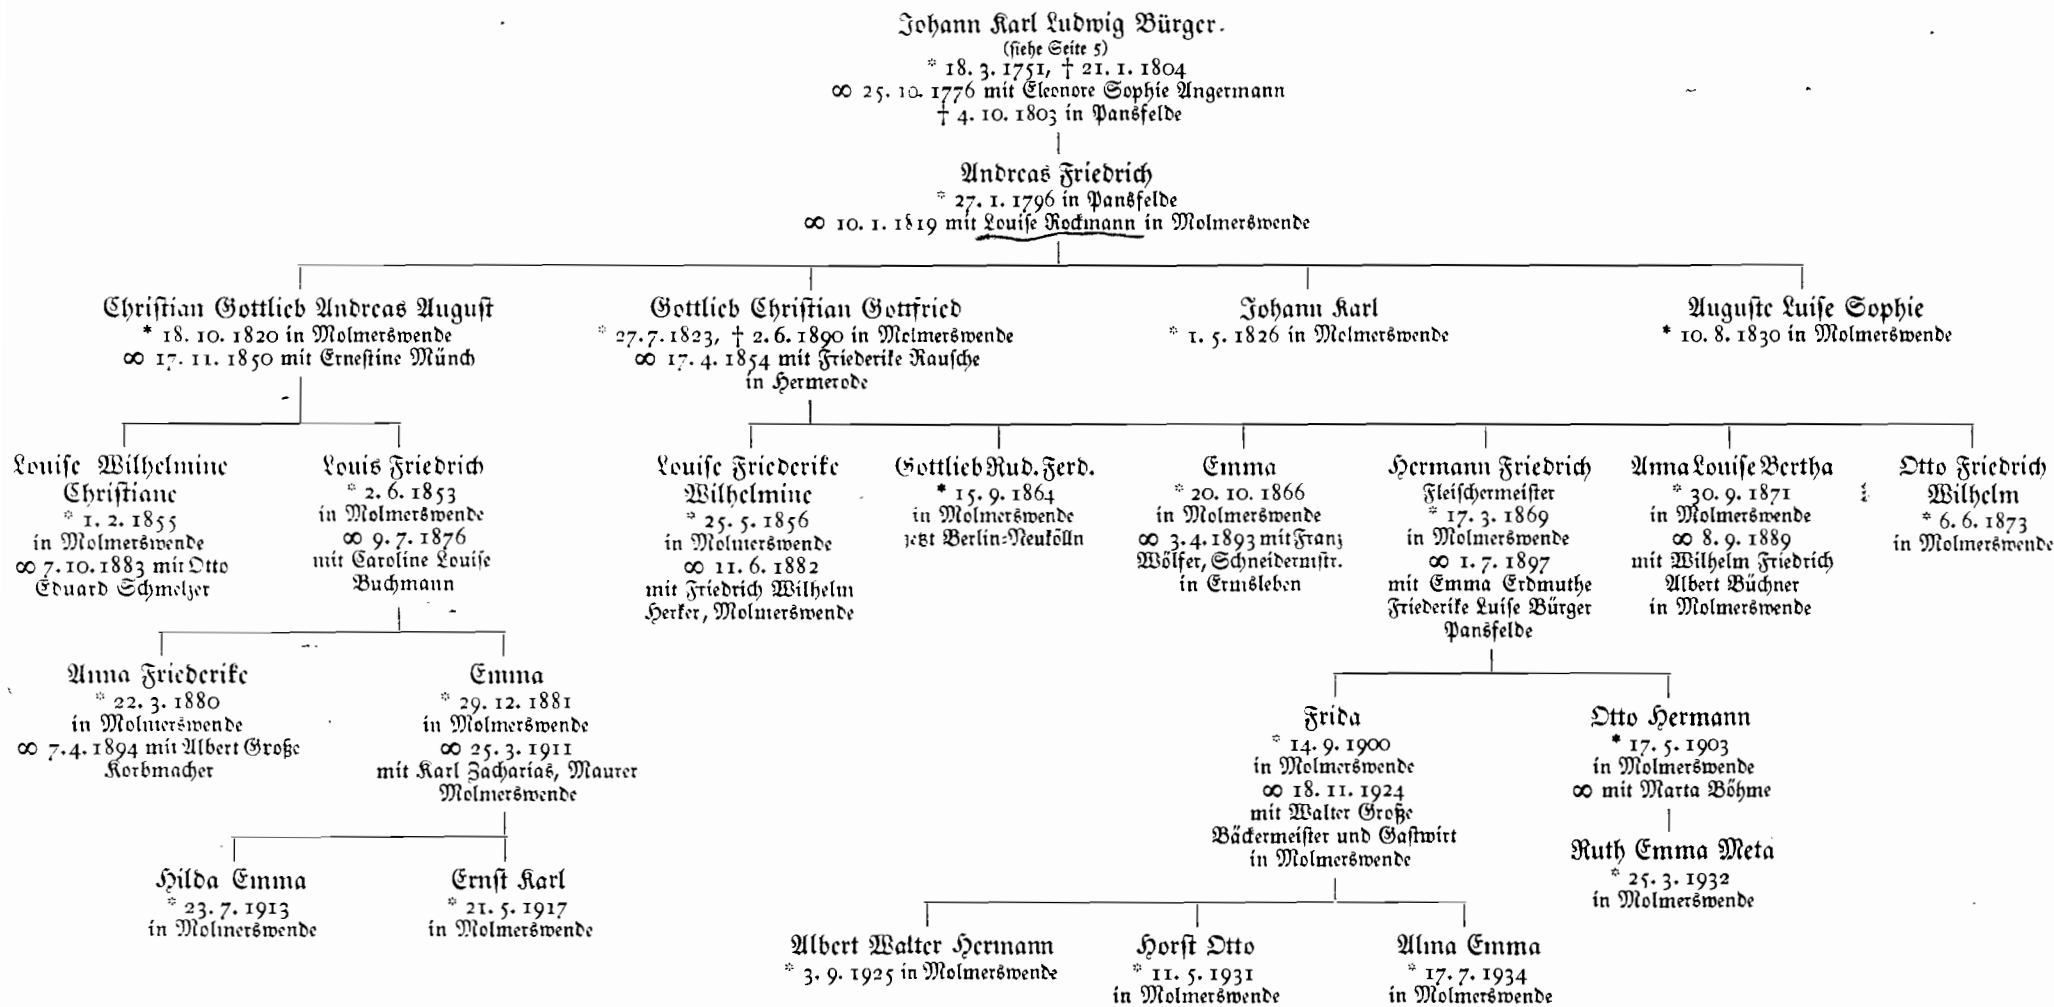 Johann Karl Ludwig Bürger.
(siehe Seite 5)
* 18. 3. 1751, † 21. 1. 1804
∞ 25. 10. 1776 mit Eleonore Sophie Angermann
† 4. 10. 1803 in Pansfelde
Andreas Friedrich
* 27. 1. 1796 in Pansfelde
∞ 10. 1. 1819 mit Louise Rockmann in Molmerswende
Christian Gottlieb Andreas August
* 18. 10. 1820 in Molmerswende
∞ 17. 11. 1850 mit Ernestine Münch
Gottlieb Christian Gottfried
* 27. 7. 1823, † 2. 6. 1890 in Molmerswende
∞ 17. 4. 1854 mit Friederike Rausche
in Hermerode
Johann Karl
* 1. 5. 1826 in Molmerswende
Auguste Luise Sophie
* 10. 8. 1830 in Molmerswende
Louise Wilhelmine
Christiane
* 1. 2. 1855
in Molmerswende
∞ 7. 10. 1883 mit Otto
Eduard Schmelzer
Louis Friedrich
* 2. 6. 1853
in Molmerswende
∞ 9. 7. 1876
mit Caroline Louise
Buchmann
Louise Friederike
Wilhelmine
* 25. 5. 1856
in Molmerswende
∞ 11. 6. 1882
mit Friedrich Wilhelm
Herker, Molmerswende
Gottlieb Rud. Ferd.
* 15. 9. 1864
in Molmerswende
jetzt Berlin-Neukölln
Emma
* 20. 10. 1866
in Molmerswende
∞ 3. 4. 1893 mit Franz
Wölfer, Schneidermstr.
in Ermsleben
Hermann Friedrich
Fleischermeister
* 17. 3. 1869
in Molmerswende
∞ 1. 7. 1897
mit Emma Erdmuthe
Friederike Luise Bürger
Pansfelde
Anna Louise Bertha
* 30. 9. 1871
in Molmerswende
∞ 8. 9. 1889
mit Wilhelm Friedrich
Albert Büchner
in Molmerswende
Otto Friedrich
Wilhelm
* 6. 6. 1873
in Molmerswende
Anna Friederike
* 22. 3. 1880
in Molmerswende
∞ 7. 4. 1894 mit Albert Große
Korbmacher
Emma
* 29. 12. 1881
in Molmerswende
∞ 25. 3. 1911
mit Karl Zacharias, Maurer
Molmerswende
Frida
* 14. 9. 1900
in Molmerswende
∞ 18. 11. 1924
mit Walter Große
Bäckermeister und Gastwirt
in Molmerswende
Otto Hermann
* 17. 5. 1903
in Molmerswende
∞ mit Marta Böhme
Ruth Emma Meta
* 25. 3. 1932
in Molmerswende
Hilda Emma
* 23. 7. 1913
in Molmerswende
Ernst Karl
* 21. 5. 1917
in Molmerswende
Albert Walter Hermann
* 3. 9. 1925 in Molmerswende
Horst Otto
* 11. 5. 1931
in Molmerswende
Alma Emma
* 17. 7. 1934
in Molmerswende